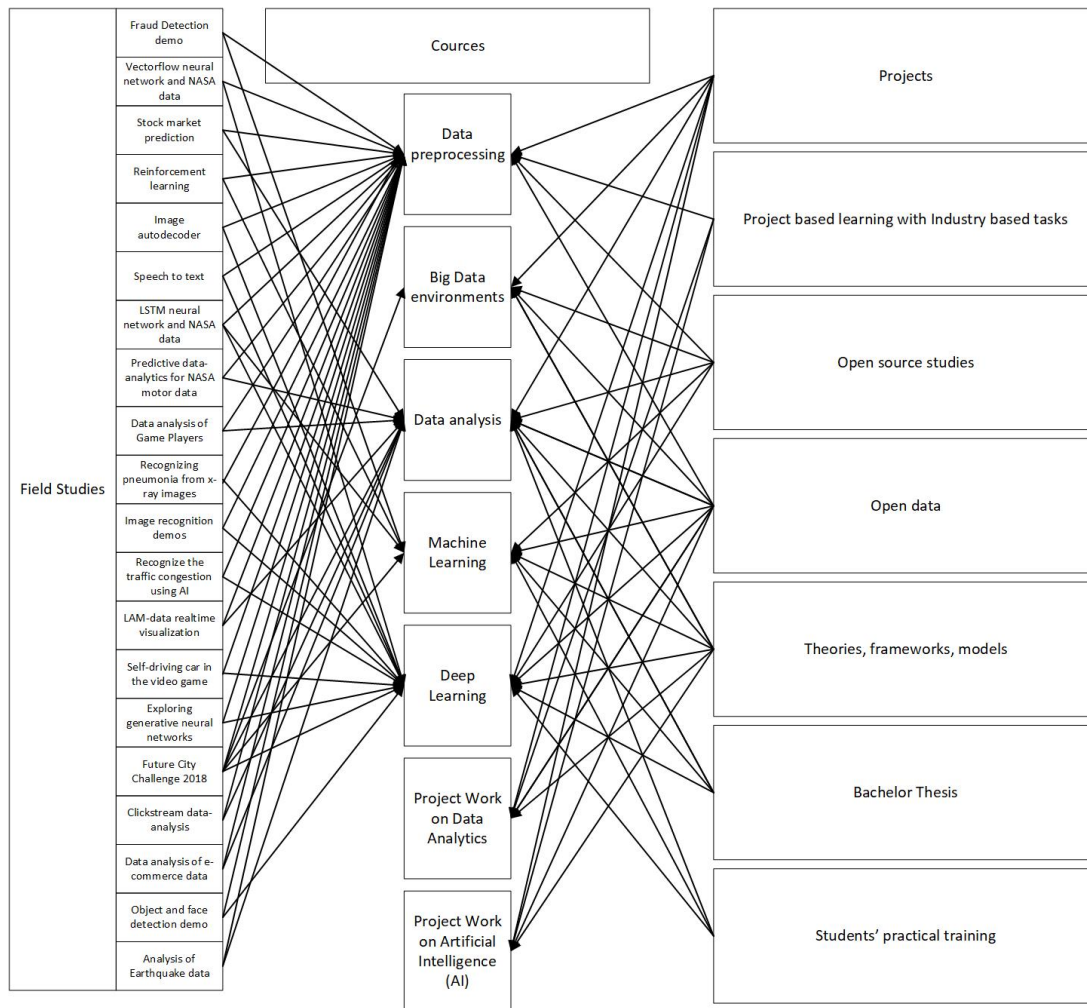 Field Studies
Fraud Detection
demo
Vectorflow neural
network and NASA
data
Stock market
prediction
Reinforcement
learning
Image
autodecoder
Speech to text
LSTM neural
network and NASA
data
Predictive data-
analytics for NASA
motor data
Data analysis of
Game Players
Recognizing
pneumonia from x-
ray images
Image recognition
demos
Recognize the
traffic congestion
using AI
LAM-data realtime
visualization
Self-driving car in
the video game
Exploring
generative neural
networks
Future City
Challenge 2018
Clickstream data-
analysis
Data analysis of e-
commerce data
Object and face
detection demo
Analysis of
Earthquake data
Cources
Data
preprocessing
Big Data
environments
Data analysis
Machine
Learning
Deep
Learning
Project Work
on Data
Analytics
Project Work
on Artificial
Intelligence
(AI)
Projects
Project based learning with Industry based tasks
Open source studies
Open data
Theories, frameworks, models
Bachelor Thesis
Students’ practical training